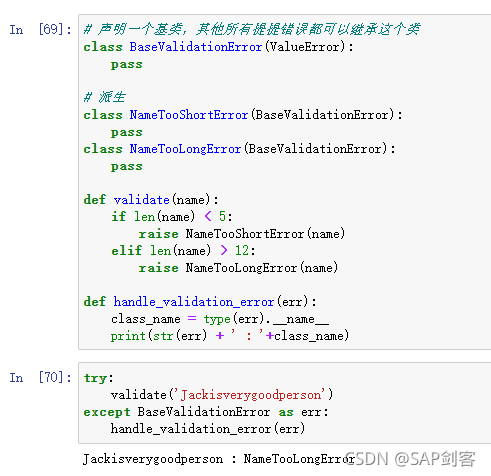 In [69]:
# 声明一个基类，其他所有提提错误都可以继承这个类
class BaseValidationError(ValueError):
    pass
# 派生
class NameTooShortError(BaseValidationError):
    pass
class NameTooLongError(BaseValidationError):
    pass
def validate(name):
    if len(name) < 5:
        raise NameTooShortError(name)
    elif len(name) > 12:
        raise NameTooLongError(name)
def handle_validation_error(err):
    class_name = type(err).__name__
    print(str(err) + ' : '+class_name)
In [70]:
try:
    validate('Jackisverygoodperson')
except BaseValidationError as err:
    handle_validation_error(err)
Jackisverygoodperson : NameTooLongError
CSDN @SAP剑客